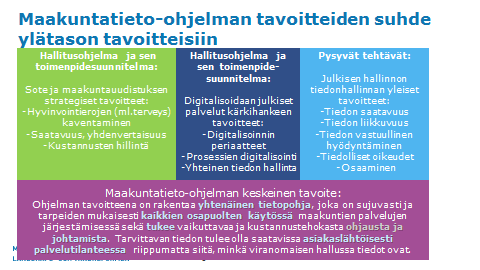 Maakuntatieto-ohjelman tavoitteiden suhde
ylätason tavoitteisiin
Hallitusohjelma ja sen
toimenpidesuunnitelma:
Sote ja maakuntauudistuksen
strategiset tavoitteet:
-Hyvinvointierojen (ml.terveys)
kaventaminen
-Saatavuus, yhdenvertaisuus
-Kustannusten hillintä
Hallitusohjelma ja
sen toimenpide-
suunnitelma:
Digitalisoidaan julkiset
palvelut kärkihankeen
tavoitteet:
-Digitalisoinnin
periaatteet
-Prosessien digitalisointi
-Yhteinen tiedon hallinta
Pysyvät tehtävät:
Julkisen hallinnon
tiedonhallinnan yleiset
tavoitteet:
-Tiedon saatavuus
-Tiedon liikkuvuus
-Tiedon vastuullinen
hyödyntäminen
-Tiedolliset oikeudet
-Osaaminen
Maakuntatieto-ohjelman keskeinen tavoite:
Ohjelman tavoitteena on rakentaa yhtenäinen tietopohja, joka on sujuvasti ja
tarpeiden mukaisesti kaikkien osapuolten käytössä maakuntien palvelujen
järjestämisessä sekä tukee vaikuttavaa ja kustannustehokasta ohjausta ja
johtamista. Tarvittavan tiedon tulee olla saatavissa asiakaslähtöisesti
palvelutilanteessa riippumatta siitä, minkä viranomaisen hallussa tiedot ovat.